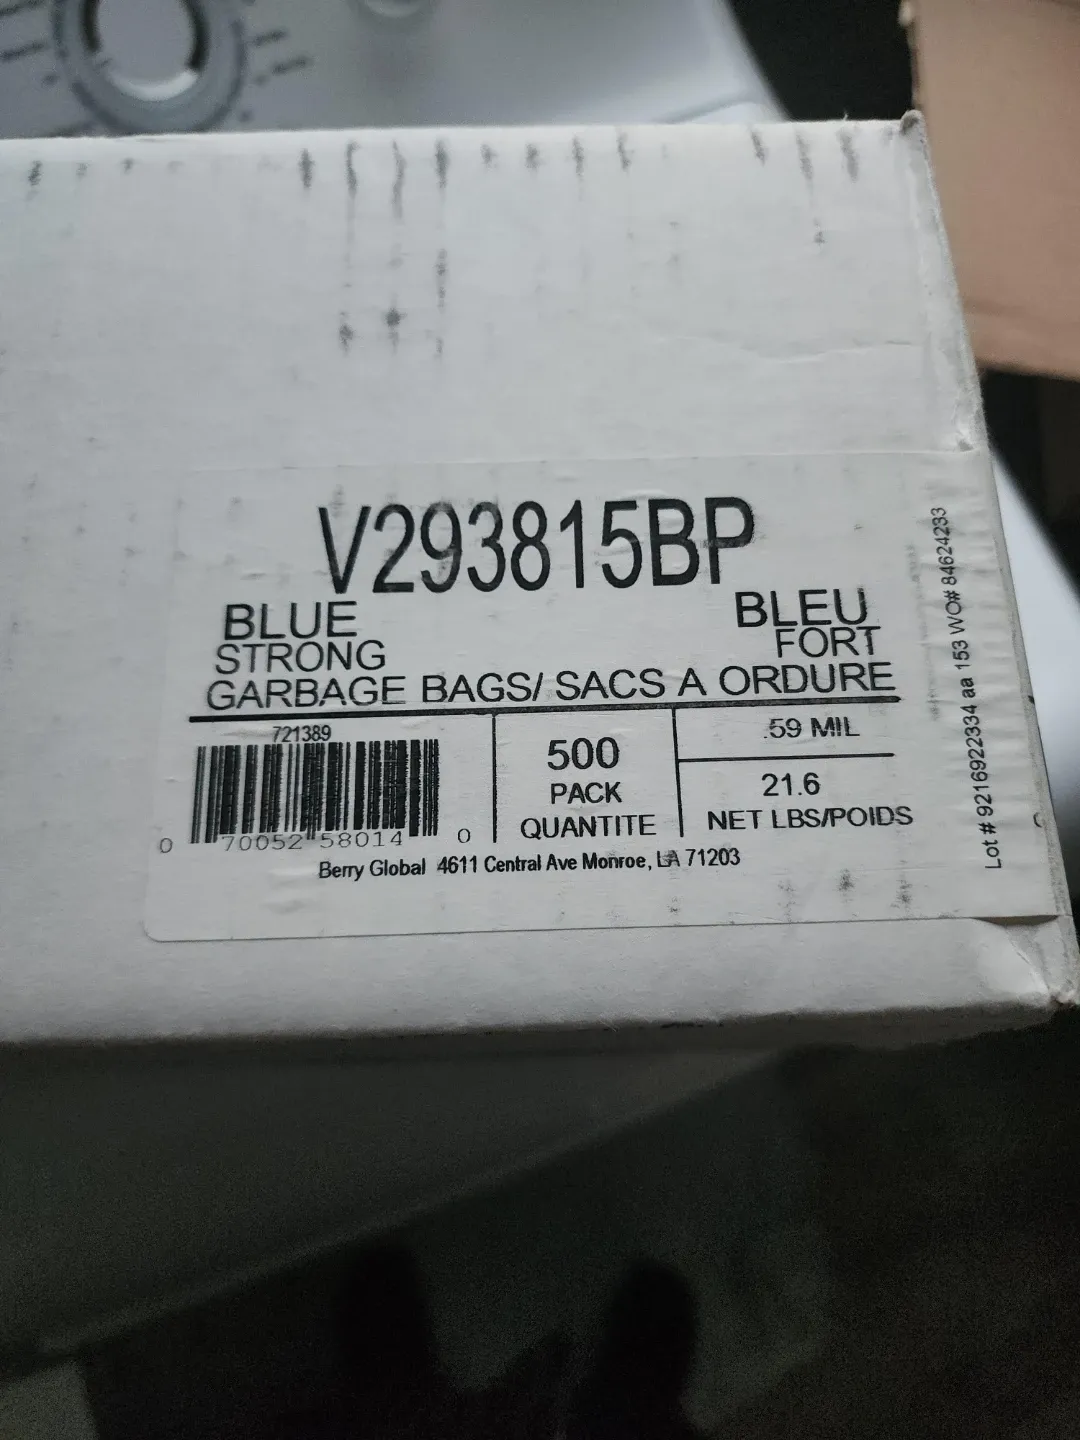 V293815BP
BLUE BLEU
STRONG FORT
GARBAGE BAGS/ SACS A ORDURE
721389
0 70052 58014 0
500
PACK
QUANTITE
.59 MIL
21.6
NET LBS/POIDS
Berry Global 4611 Central Ave Monroe, LA 71203
Lot # 9216922334 aa 153 WO# 84624233